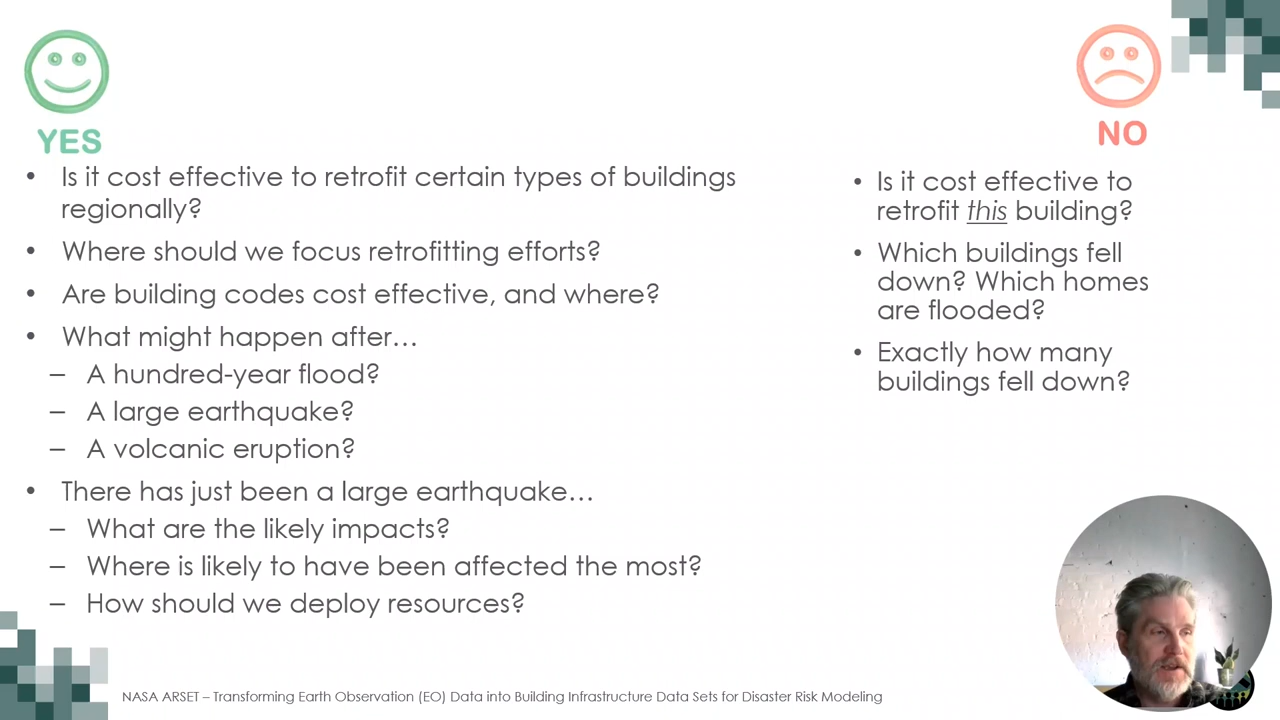 YES
• Is it cost effective to retrofit certain types of buildings
regionally?
• Where should we focus retrofitting efforts?
• Are building codes cost effective, and where?
• What might happen after…
– A hundred-year flood?
– A large earthquake?
– A volcanic eruption?
• There has just been a large earthquake…
– What are the likely impacts?
– Where is likely to have been affected the most?
– How should we deploy resources?
NO
• Is it cost effective to
retrofit this building?
• Which buildings fell
down? Which homes
are flooded?
• Exactly how many
buildings fell down?
NASA ARSET – Transforming Earth Observation (EO) Data into Building Infrastructure Data Sets for Disaster Risk Modeling